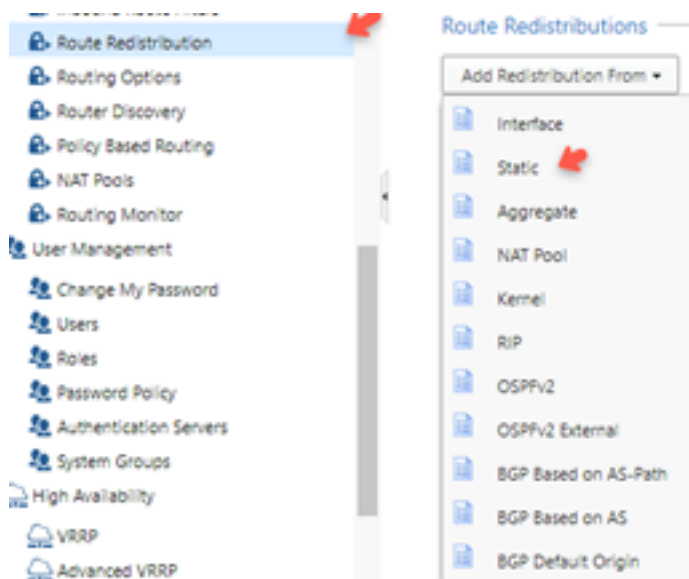 Route Redistribution
Routing Options
Router Discovery
Policy Based Routing
NAT Pools
Routing Monitor
User Management
Change My Password
Users
Roles
Password Policy
Authentication Servers
System Groups
High Availability
VRRP
Advanced VRRP
Route Redistributions
Add Redistribution From
Interface
Static
Aggregate
NAT Pool
Kernel
RIP
OSPFv2
OSPFv2 External
BGP Based on AS-Path
BGP Based on AS
BGP Default Origin